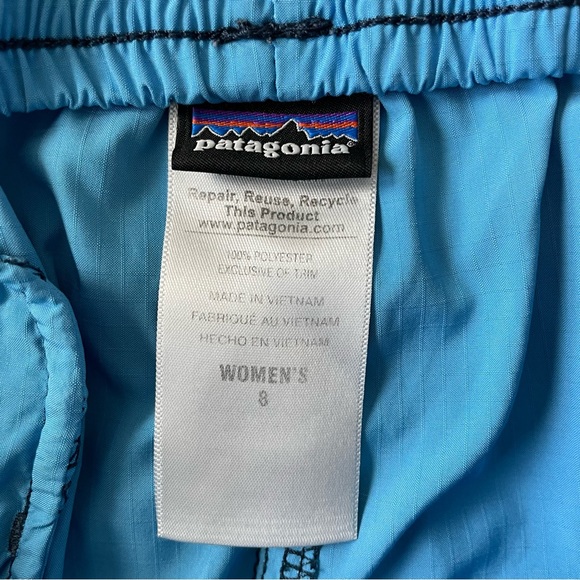 patagonia®
Repair, Reuse, Recycle
This Product
www.patagonia.com
100% POLYESTER
EXCLUSIVE OF TRIM
MADE IN VIETNAM
FABRIQUÉ AU VIETNAM
HECHO EN VIETNAM
WOMEN'S
8